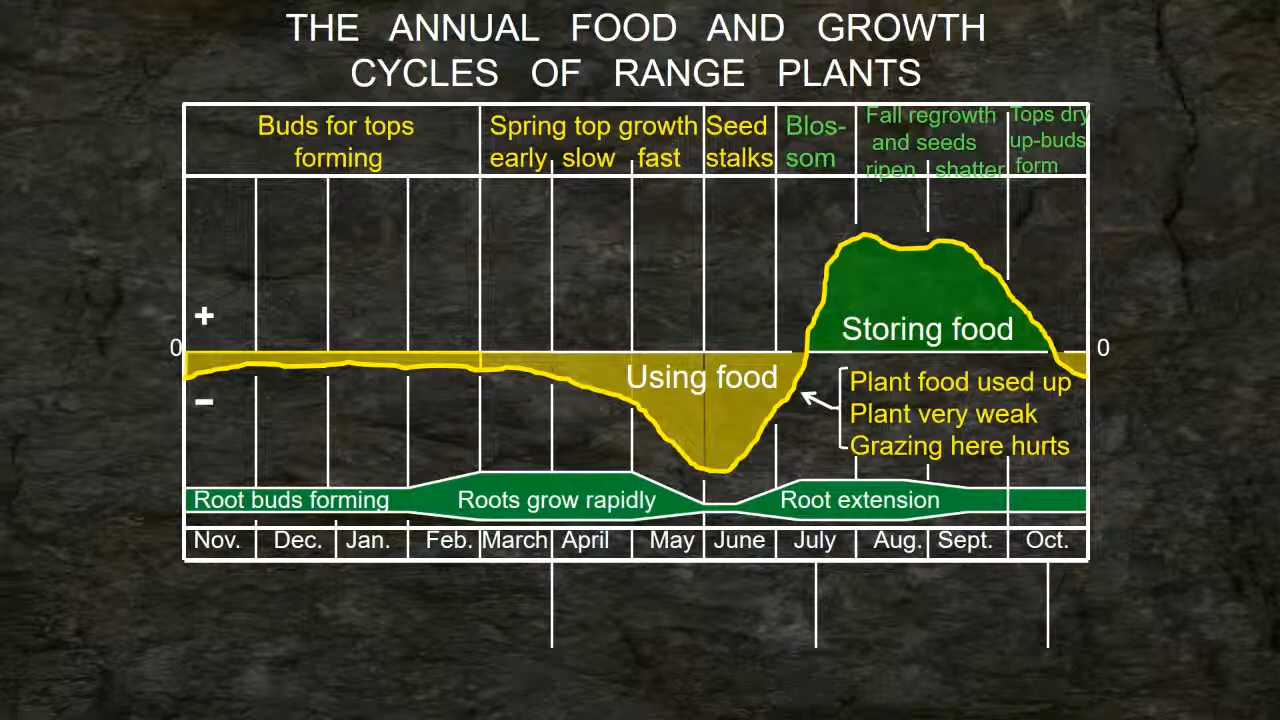 THE ANNUAL FOOD AND GROWTH
CYCLES OF RANGE PLANTS
Buds for tops
forming
Spring top growth
early slow fast
Seed
stalks
Blos-
som
Fall regrowth
and seeds
ripen shatter
Tops dry
up-buds
form
+
0
0
-
Storing food
Using food
Plant food used up
Plant very weak
Grazing here hurts
Root buds forming
Roots grow rapidly
Root extension
Nov. Dec. Jan. Feb. March April May June July Aug. Sept. Oct.